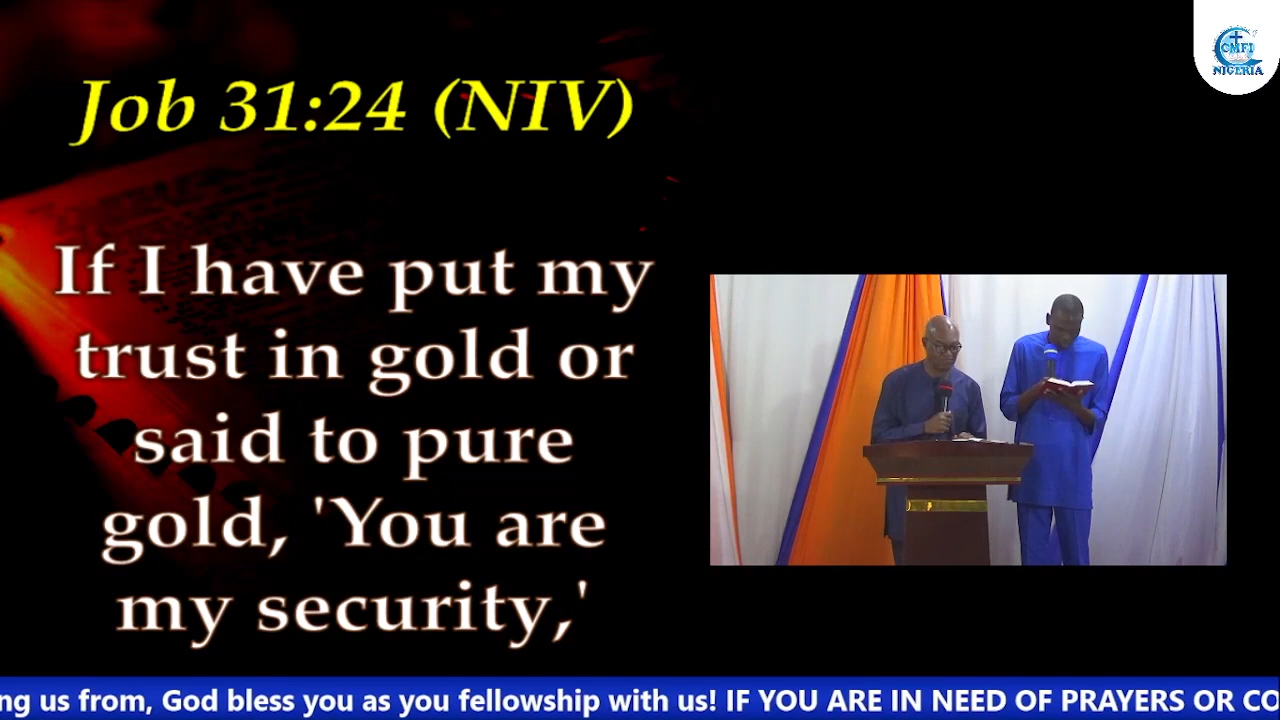 Job 31:24 (NIV)
If I have put my
trust in gold or
said to pure
gold, 'You are
my security,'
CMFI
NIGERIA
ng us from, God bless you as you fellowship with us! IF YOU ARE IN NEED OF PRAYERS OR CO